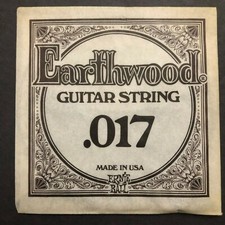 Earthwood.
GUITAR STRING
.017
MADE IN USA
ERNIE
BALL